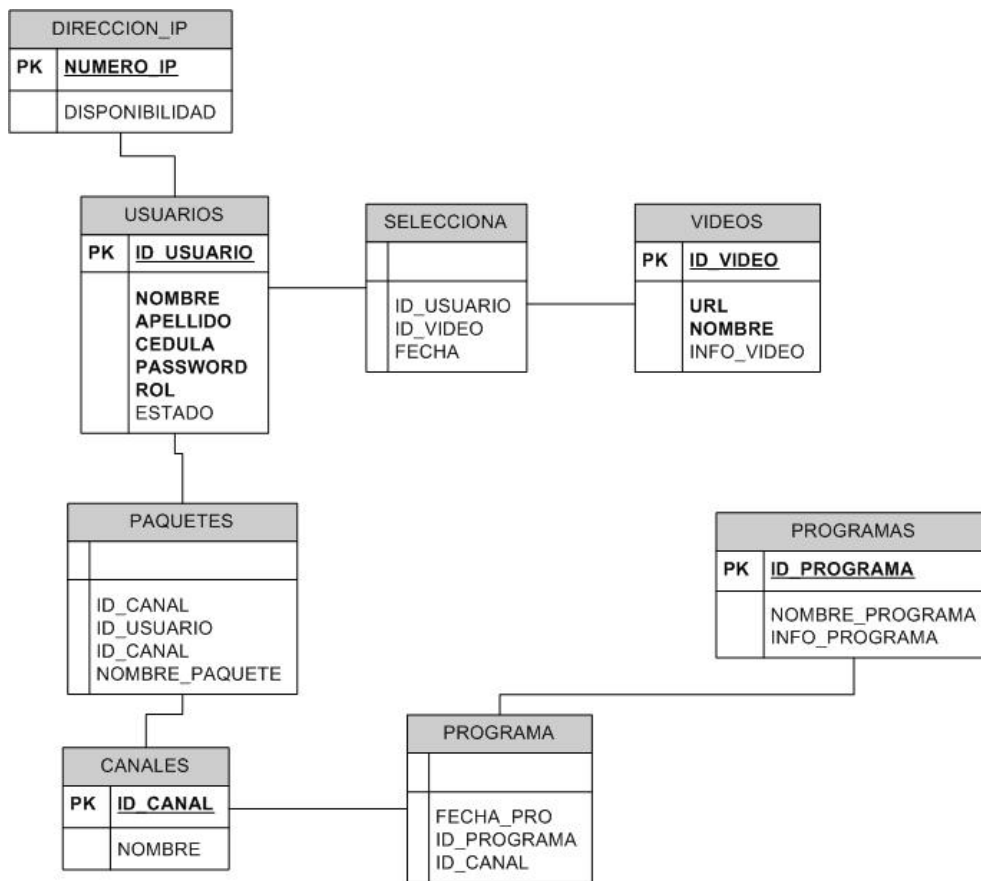 DIRECCION_IP
PK NUMERO_IP
DISPONIBILIDAD
USUARIOS
PK ID_USUARIO
NOMBRE
APELLIDO
CEDULA
PASSWORD
ROL
ESTADO
SELECCIONA
ID_USUARIO
ID_VIDEO
FECHA
VIDEOS
PK ID_VIDEO
URL
NOMBRE
INFO_VIDEO
PAQUETES
ID_CANAL
ID_USUARIO
ID_CANAL
NOMBRE_PAQUETE
PROGRAMAS
PK ID_PROGRAMA
NOMBRE_PROGRAMA
INFO_PROGRAMA
CANALES
PK ID_CANAL
NOMBRE
PROGRAMA
FECHA_PRO
ID_PROGRAMA
ID_CANAL